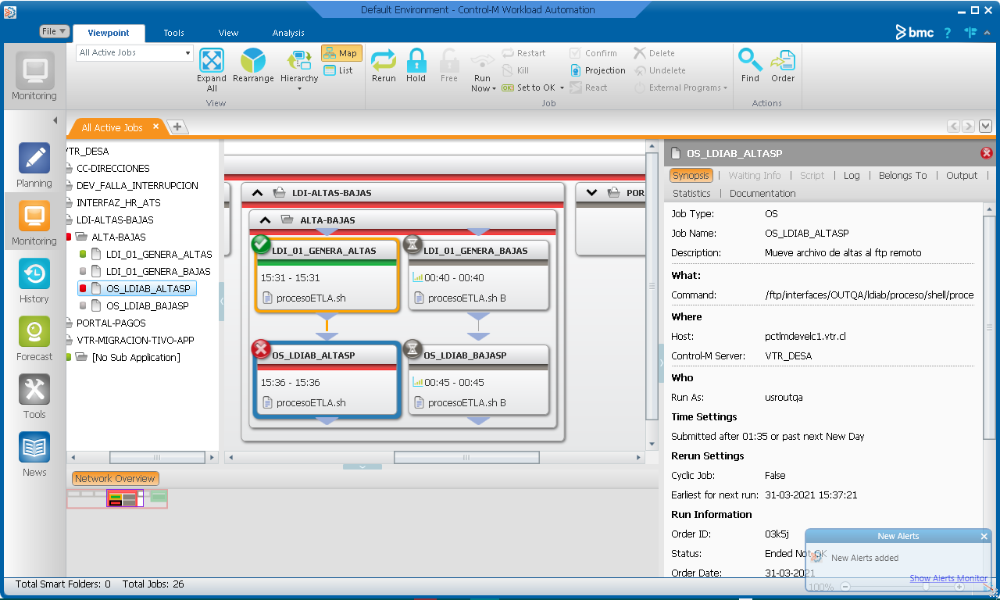 Default Environment - Control-M Workload Automation
File
Viewpoint
Tools
View
Analysis
bmc
?
All Active Jobs
Expand All
Rearrange
Hierarchy
Map
List
View
Rerun
Hold
Free
Run Now
Restart
Kill
OK Set to OK
Confirm
Projection
React
Delete
Undelete
External Programs
Job
Find
Order
Actions
Monitoring
Planning
Monitoring
History
Forecast
Tools
News
All Active Jobs
VTR_DESA
CC-DIRECCIONES
DEV_FALLA_INTERRUPCION
INTERFAZ_HR_ATS
LDI-ALTAS-BAJAS
ALTA-BAJAS
LDI_01_GENERA_ALTAS
LDI_01_GENERA_BAJAS
OS_LDIAB_ALTASP
OS_LDIAB_BAJASP
PORTAL-PAGOS
VTR-MIGRACION-TIVO-APP
[No Sub Application]
LDI-ALTAS-BAJAS
POR
ALTA-BAJAS
LDI_01_GENERA_ALTAS
15:31 - 15:31
procesoETLA.sh
LDI_01_GENERA_BAJAS
00:40 - 00:40
procesoETLA.sh B
OS_LDIAB_ALTASP
15:36 - 15:36
procesoETLA.sh
OS_LDIAB_BAJASP
00:45 - 00:45
procesoETLA.sh B
Network Overview
OS_LDIAB_ALTASP
Synopsis | Waiting Info | Script | Log | Belongs To | Output |
Statistics | Documentation
Job Type: OS
Job Name: OS_LDIAB_ALTASP
Description: Mueve archivo de altas al ftp remoto
What:
Command: /ftp/interfaces/OUTQA/ldiab/proceso/shell/proce
Where
Host: pctlmdevelc1.vtr.cl
Control-M Server: VTR_DESA
Who
Run As: usroutqa
Time Settings
Submitted after 01:35 or past next New Day
Rerun Settings
Cyclic Job: False
Earliest for next run: 31-03-2021 15:37:21
Run Information
Order ID: 03k5j
Status: Ended Not OK
Order Date: 31-03-2021
New Alerts
New Alerts added
Show Alerts Monitor
100%
Total Smart Folders: 0 Total Jobs: 26